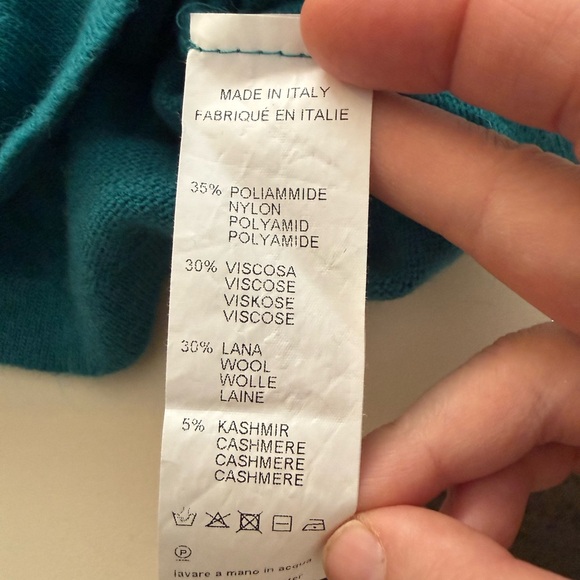 MADE IN ITALY
FABRIQUÉ EN ITALIE
35% POLIAMMIDE
NYLON
POLYAMID
POLYAMIDE
30% VISCOSA
VISCOSE
VISKOSE
VISCOSE
30% LANA
WOOL
WOLLE
LAINE
5% KASHMIR
CASHMERE
CASHMERE
CASHMERE
P
lavare a mano in acqua